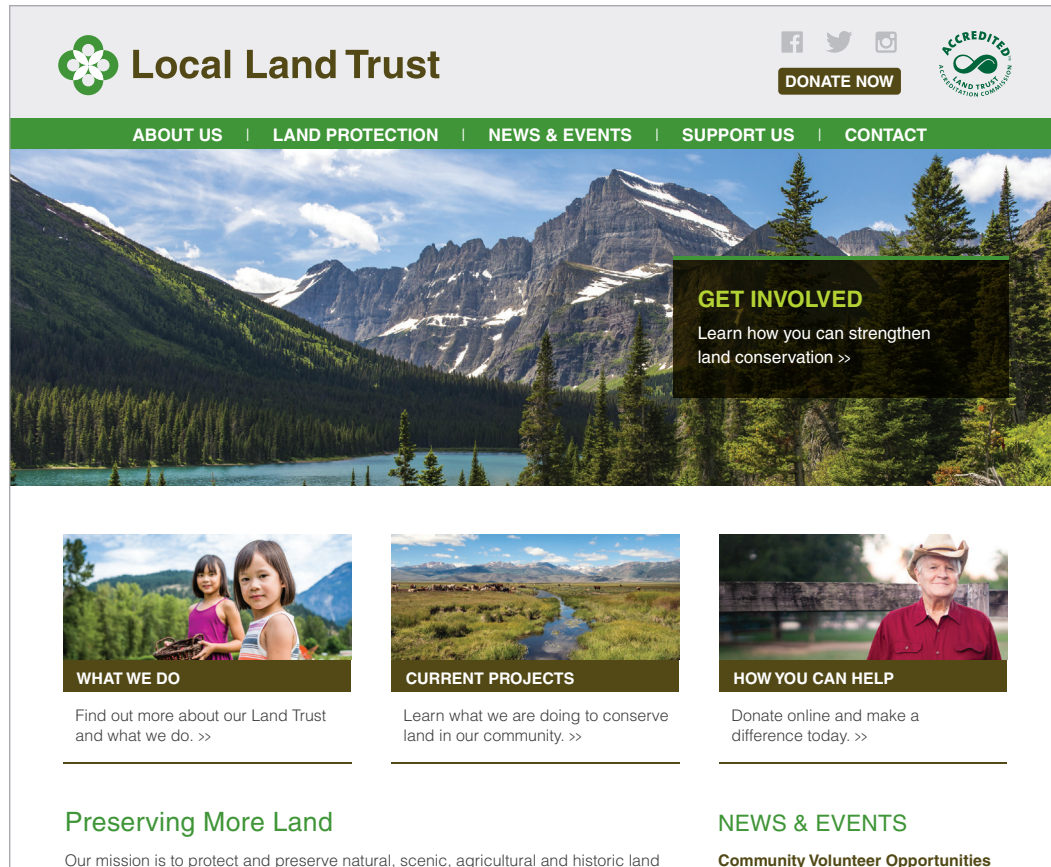 Local Land Trust
DONATE NOW
ACCREDITED
LAND TRUST
ACCREDITATION COMMISSION
ABOUT US | LAND PROTECTION | NEWS & EVENTS | SUPPORT US | CONTACT
GET INVOLVED
Learn how you can strengthen
land conservation >>
WHAT WE DO
Find out more about our Land Trust
and what we do. >>
CURRENT PROJECTS
Learn what we are doing to conserve
land in our community. >>
HOW YOU CAN HELP
Donate online and make a
difference today. >>
Preserving More Land
Our mission is to protect and preserve natural, scenic, agricultural and historic land
NEWS & EVENTS
Community Volunteer Opportunities